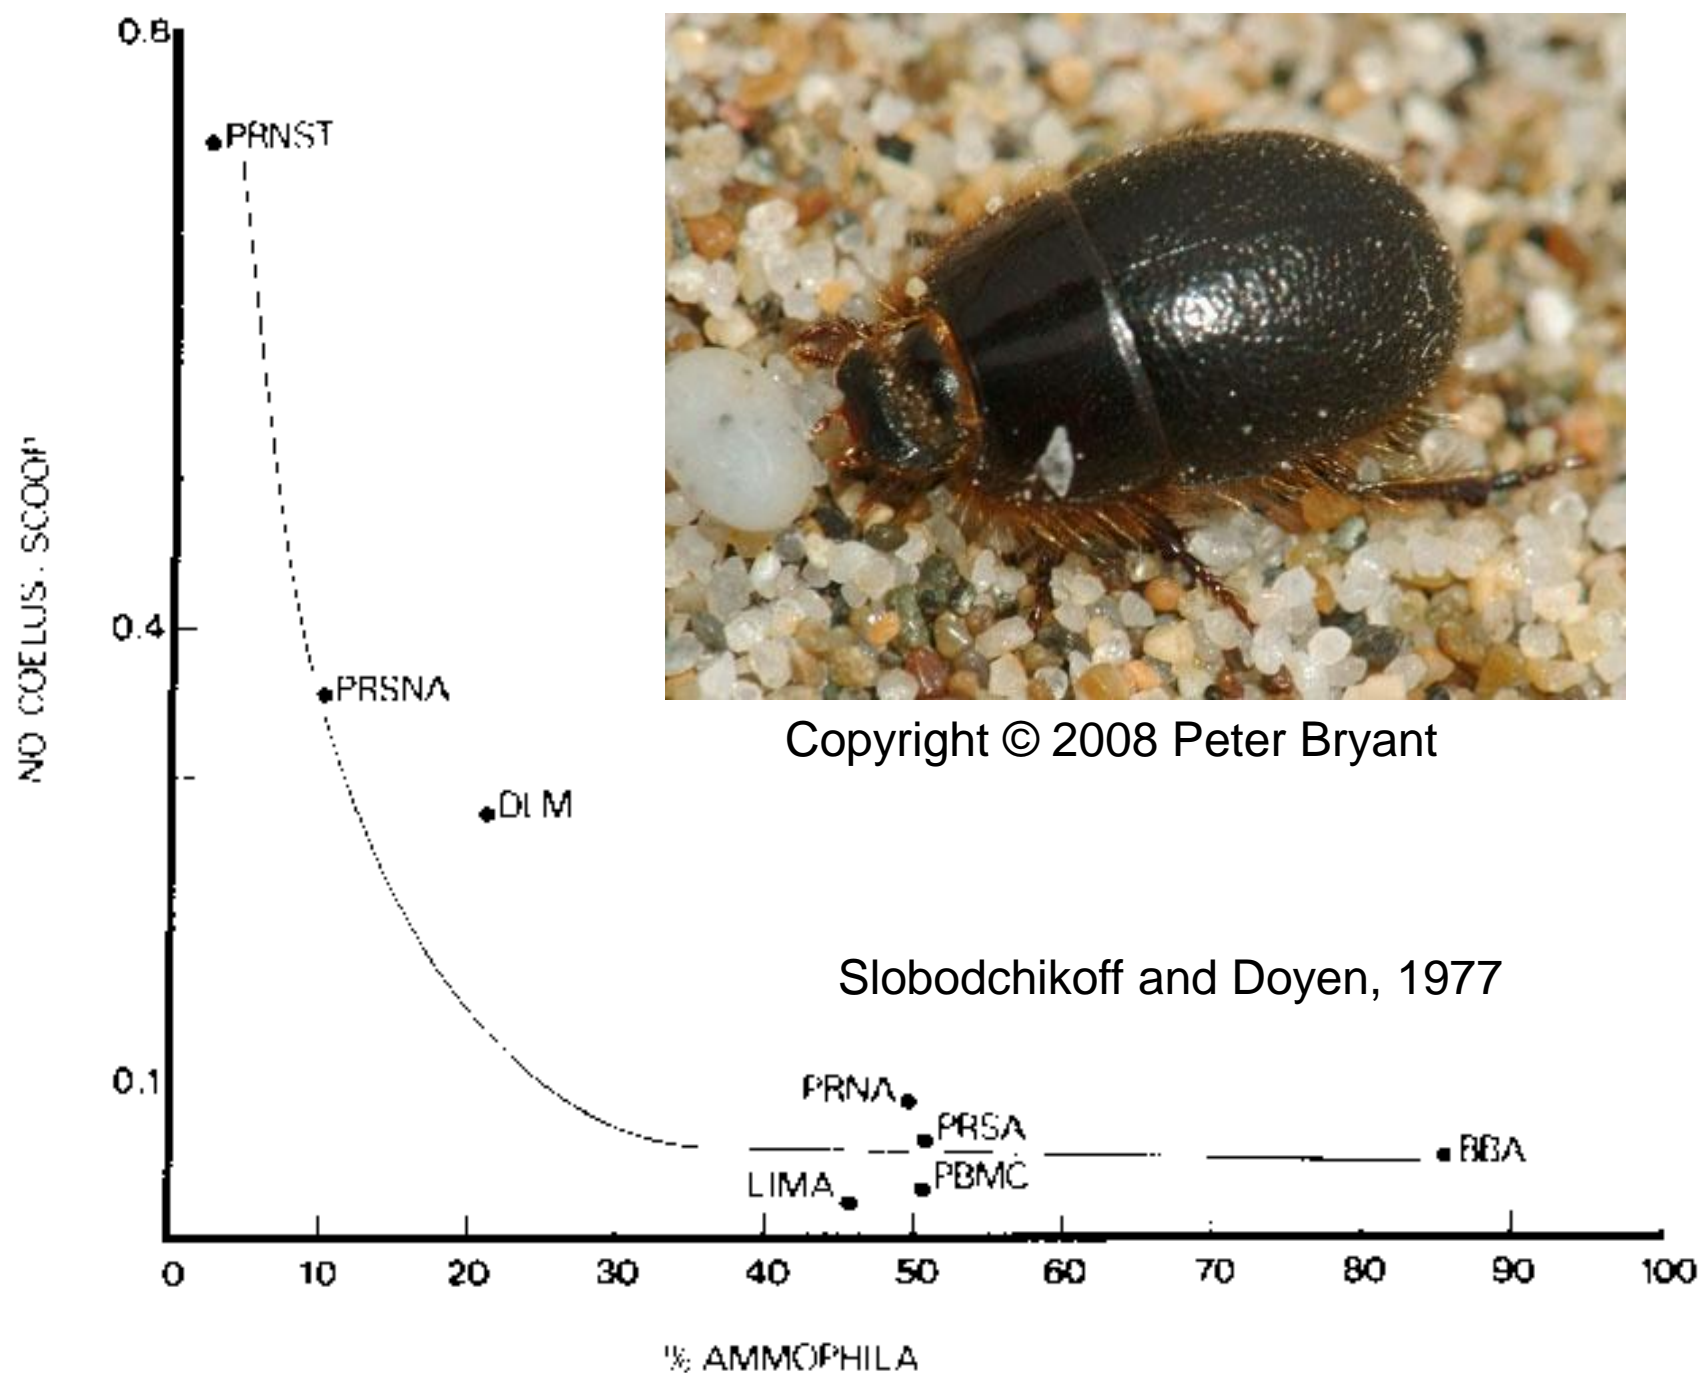 0.8
PRNST
NO COELUS. SCOOP
0.4
PRSNA
Copyright © 2008 Peter Bryant
DLM
Slobodchikoff and Doyen, 1977
0.1
PRNA
PRSA
BBA
LIMA
PBMC
0 10 20 30 40 50 60 70 80 90 100
% AMMOPHILA